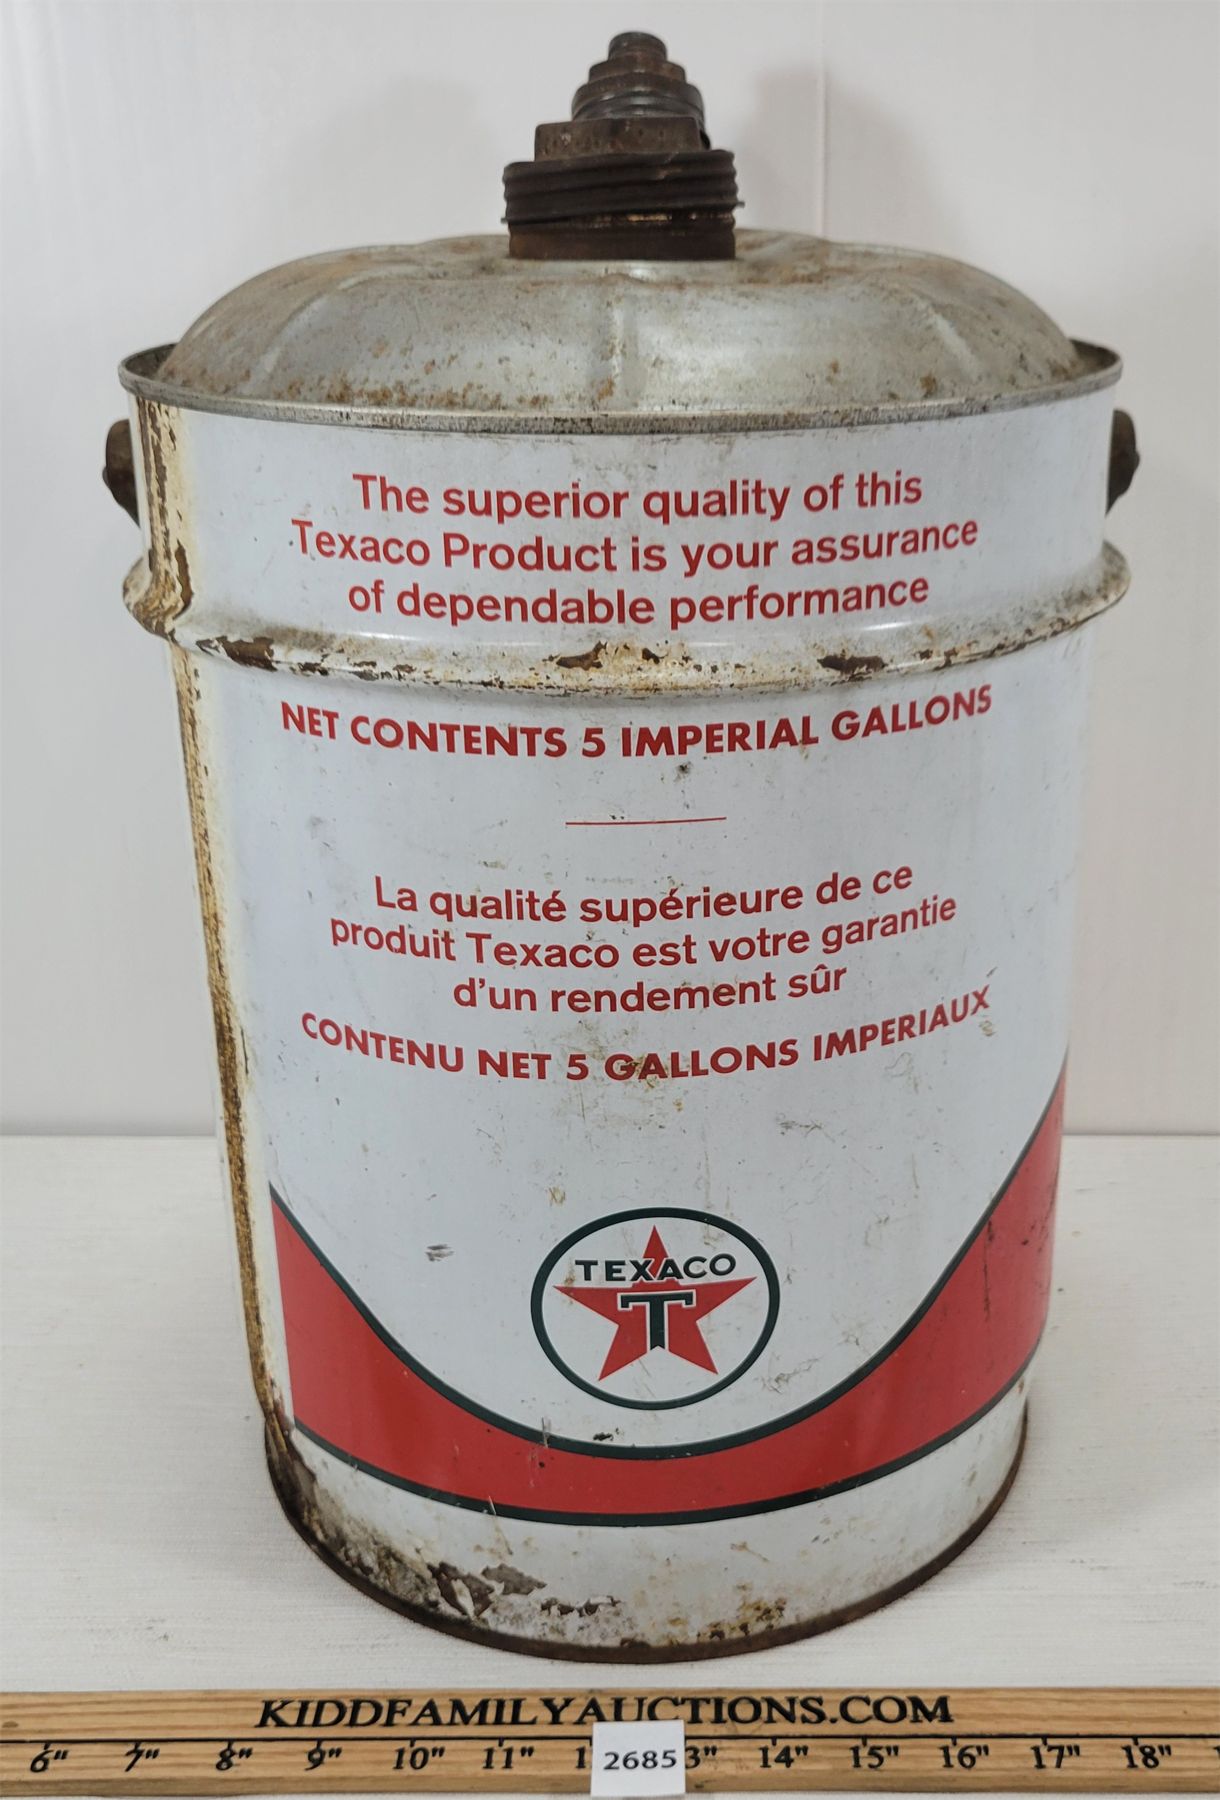 The superior quality of this
Texaco Product is your assurance
of dependable performance
NET CONTENTS 5 IMPERIAL GALLONS
La qualité supérieure de ce
produit Texaco est votre garantie
d'un rendement sûr
CONTENU NET 5 GALLONS IMPERIAUX
TEXACO
T
KIDDFAMILYAUCTIONS.COM
6" 7" 8" 9" 10" 11" 1 2685 3" 14" 15" 16" 17" 18"